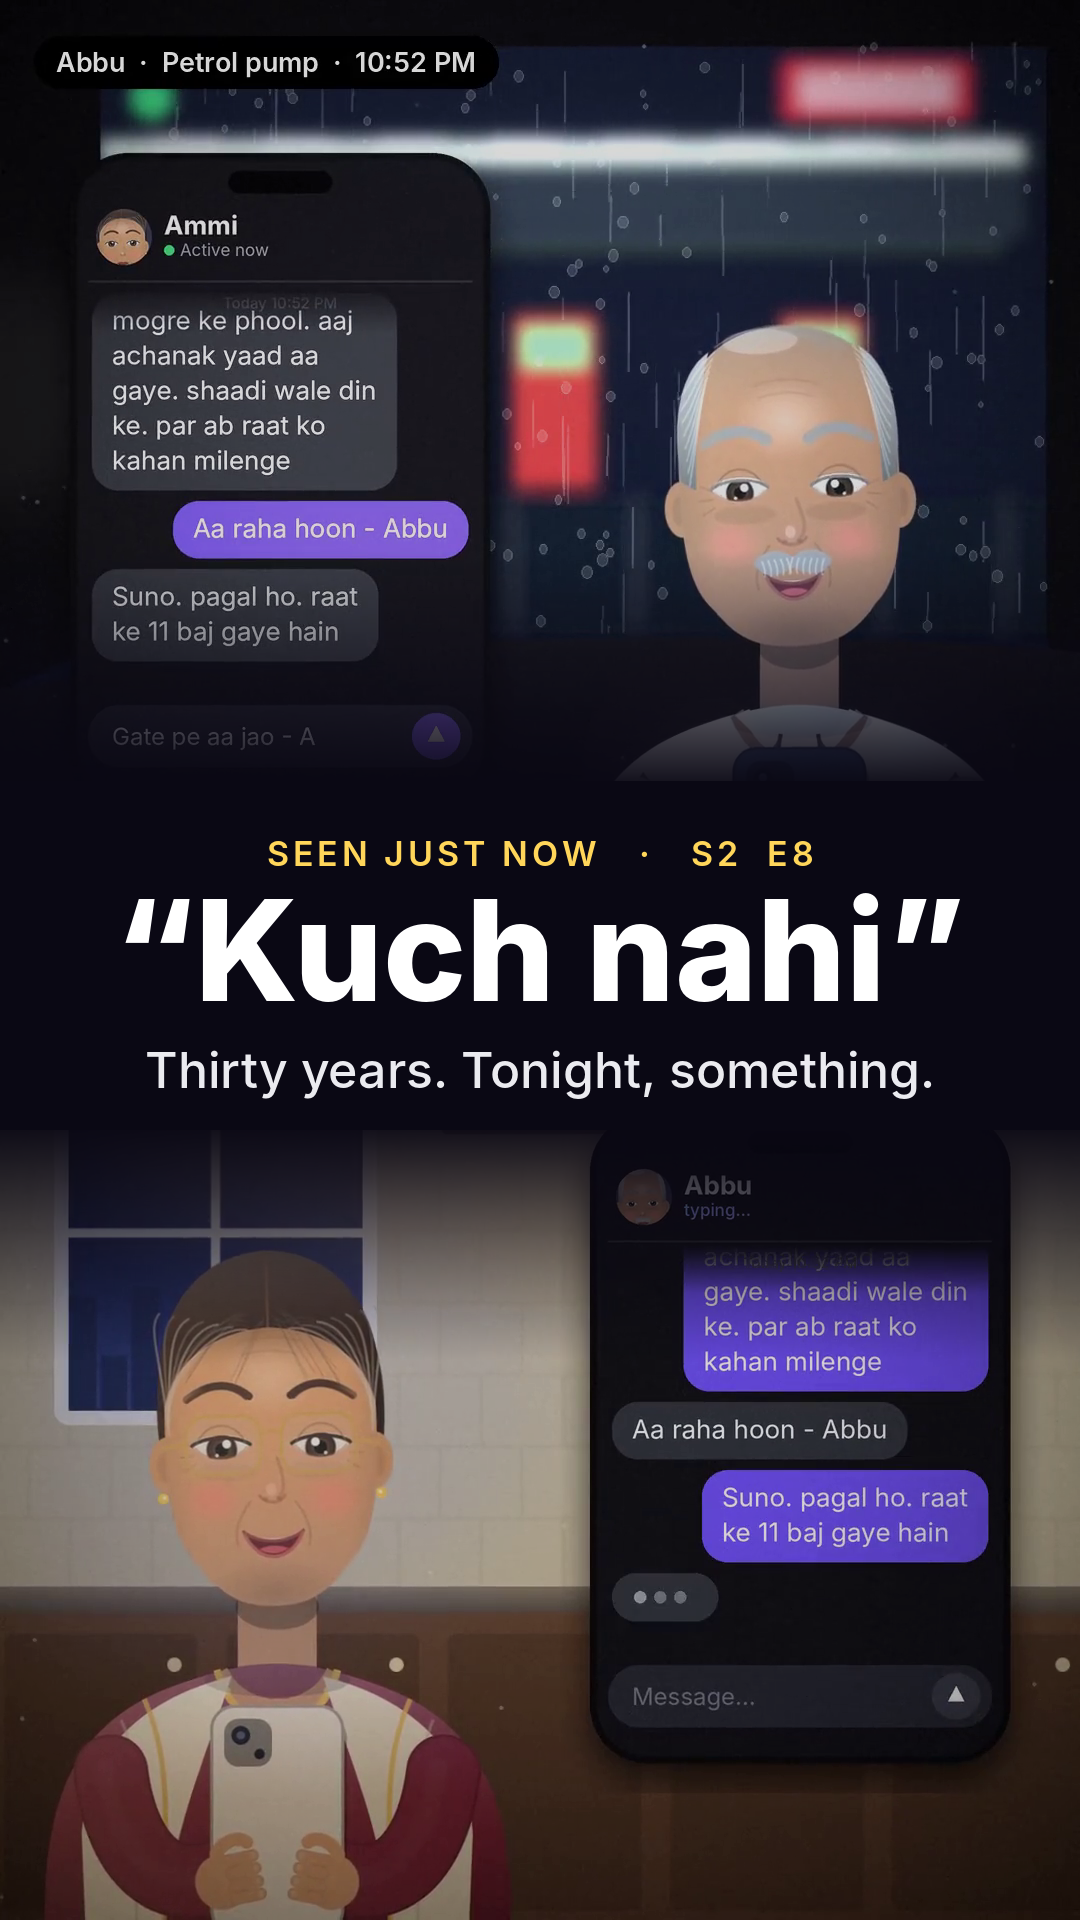 Abbu · Petrol pump · 10:52 PM
Ammi
Active now
Today 10:52 PM
mogre ke phool. aaj
achanak yaad aa
gaye. shaadi wale din
ke. par ab raat ko
kahan milenge
Aa raha hoon - Abbu
Suno. pagal ho. raat
ke 11 baj gaye hain
Gate pe aa jao - A
SEEN JUST NOW · S2 E8
“Kuch nahi”
Thirty years. Tonight, something.
Abbu
typing...
achanak yaad aa
gaye. shaadi wale din
ke. par ab raat ko
kahan milenge
Aa raha hoon - Abbu
Suno. pagal ho. raat
ke 11 baj gaye hain
Message...